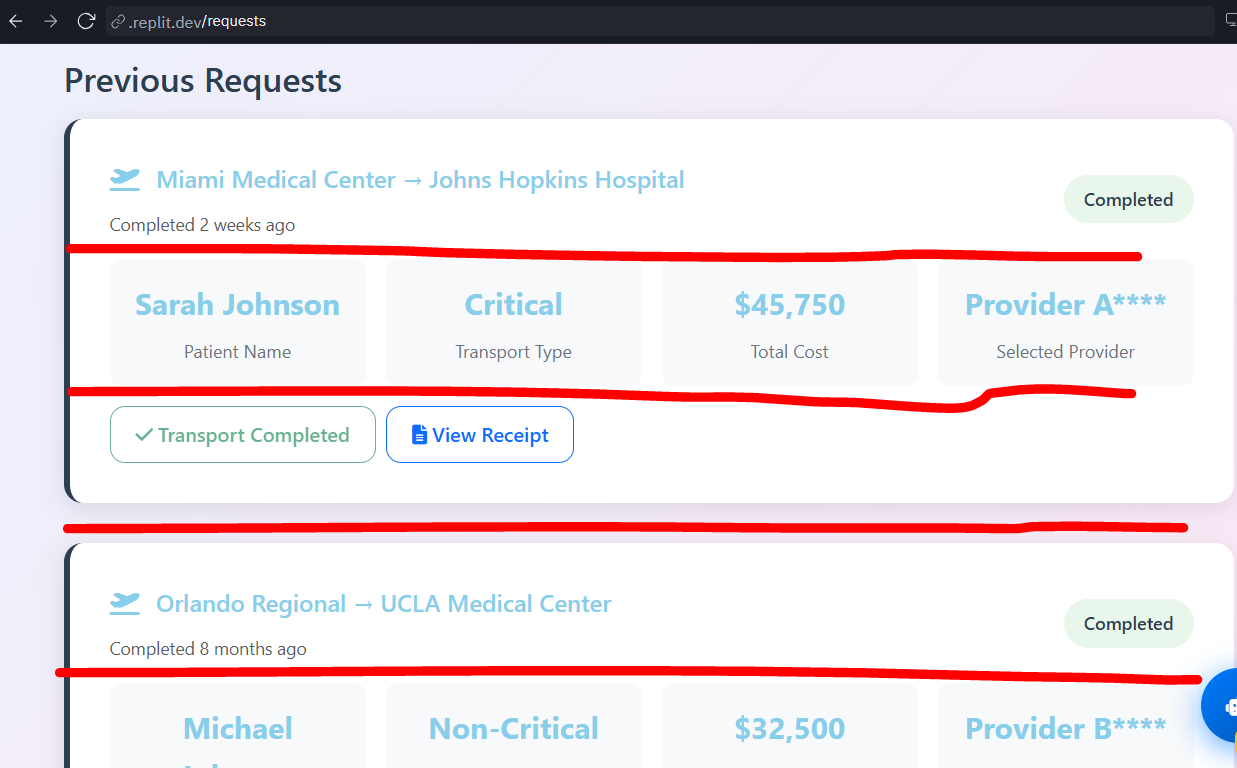 .replit.dev/requests
Previous Requests
Miami Medical Center → Johns Hopkins Hospital
Completed
Completed 2 weeks ago
Sarah Johnson
Critical
$45,750
Provider A****
Patient Name
Transport Type
Total Cost
Selected Provider
Transport Completed
View Receipt
Orlando Regional → UCLA Medical Center
Completed
Completed 8 months ago
Michael
Non-Critical
$32,500
Provider B****